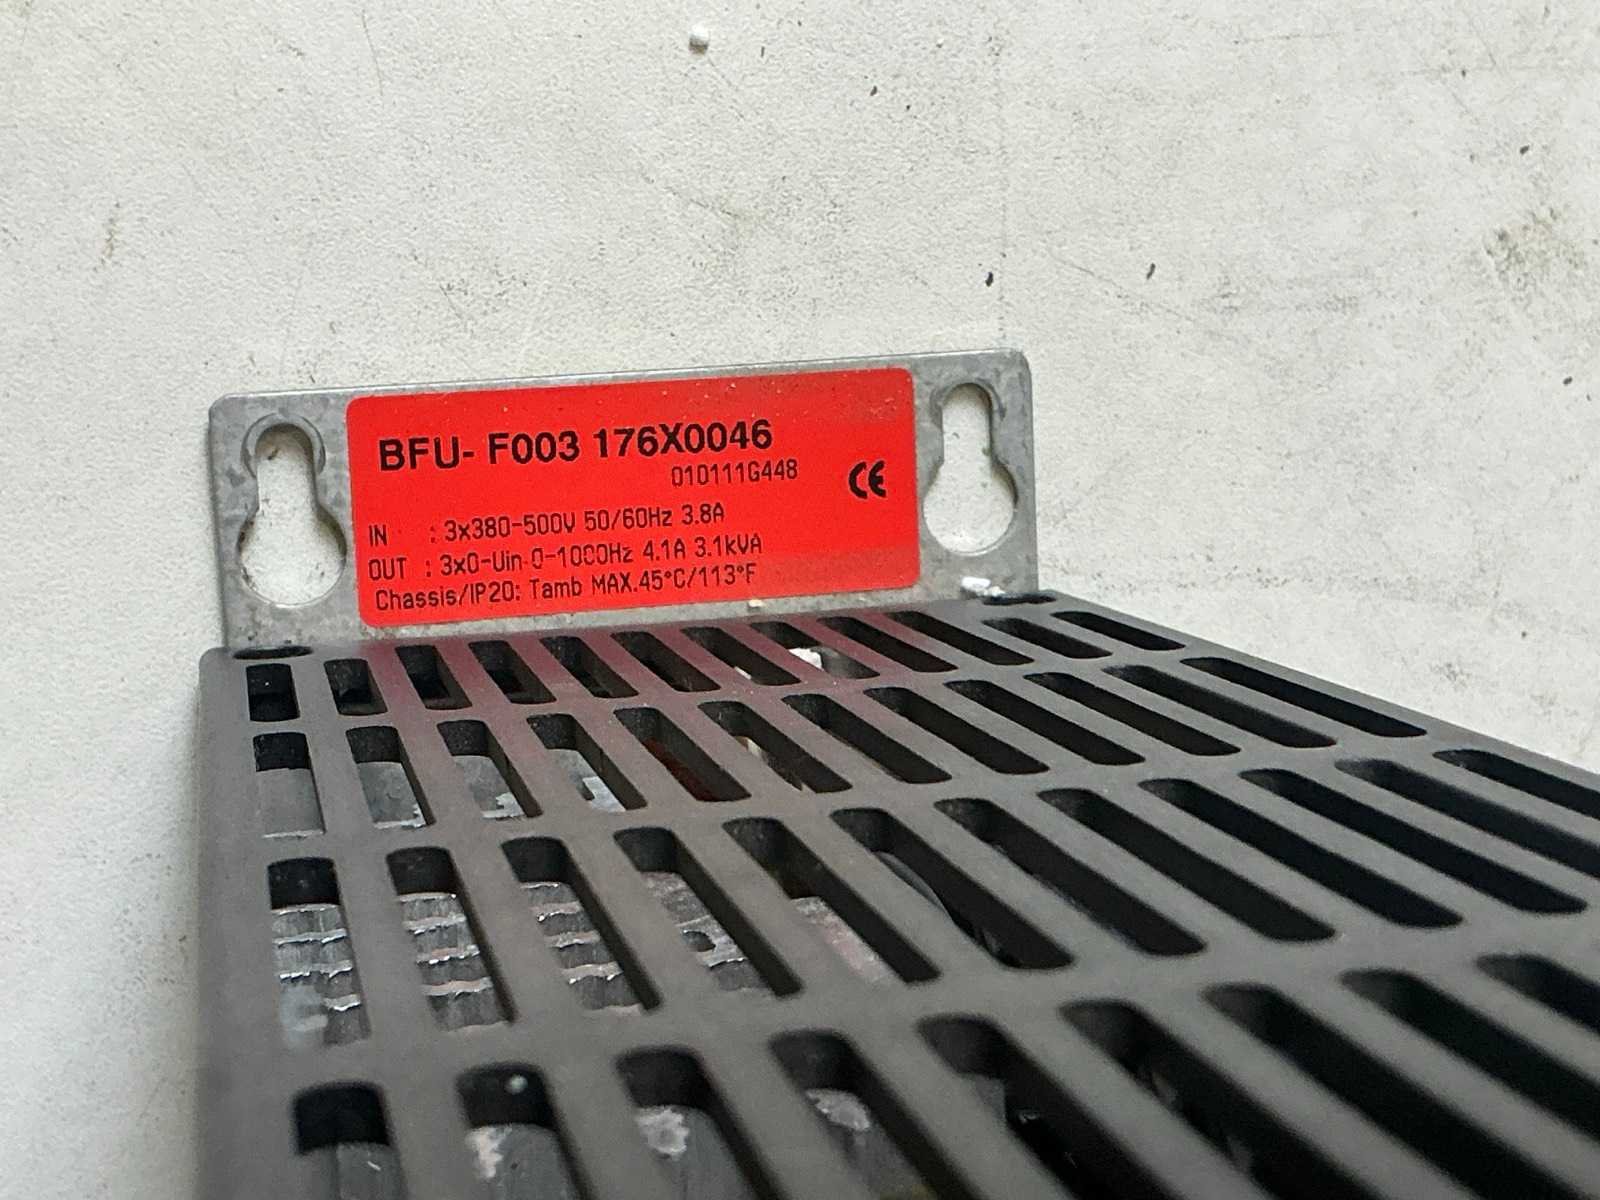 BFU- F003 176X0046
010111G448
CE
IN : 3x380-500V 50/60Hz 3.8A
OUT : 3x0-Uin 0-1000Hz 4.1A 3.1kVA
Chassis/IP20: Tamb MAX.45°C/113°F